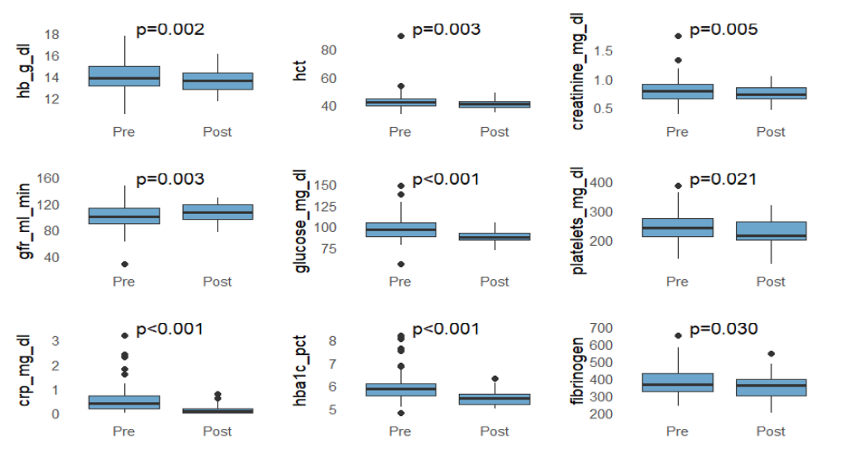 hb_g_dl
18
16
14
12
p=0.002
Pre Post
hct
80
60
40
p=0.003
Pre Post
creatinine_mg_dl
1.5
1.0
0.5
p=0.005
Pre Post
gfr_ml_min
160
120
80
40
p=0.003
Pre Post
glucose_mg_dl
150
125
100
75
p<0.001
Pre Post
platelets_mg_dl
400
300
200
p=0.021
Pre Post
crp_mg_dl
3
2
1
0
p<0.001
Pre Post
hba1c_pct
8
7
6
5
p<0.001
Pre Post
fibrinogen
700
600
500
400
300
200
p=0.030
Pre Post